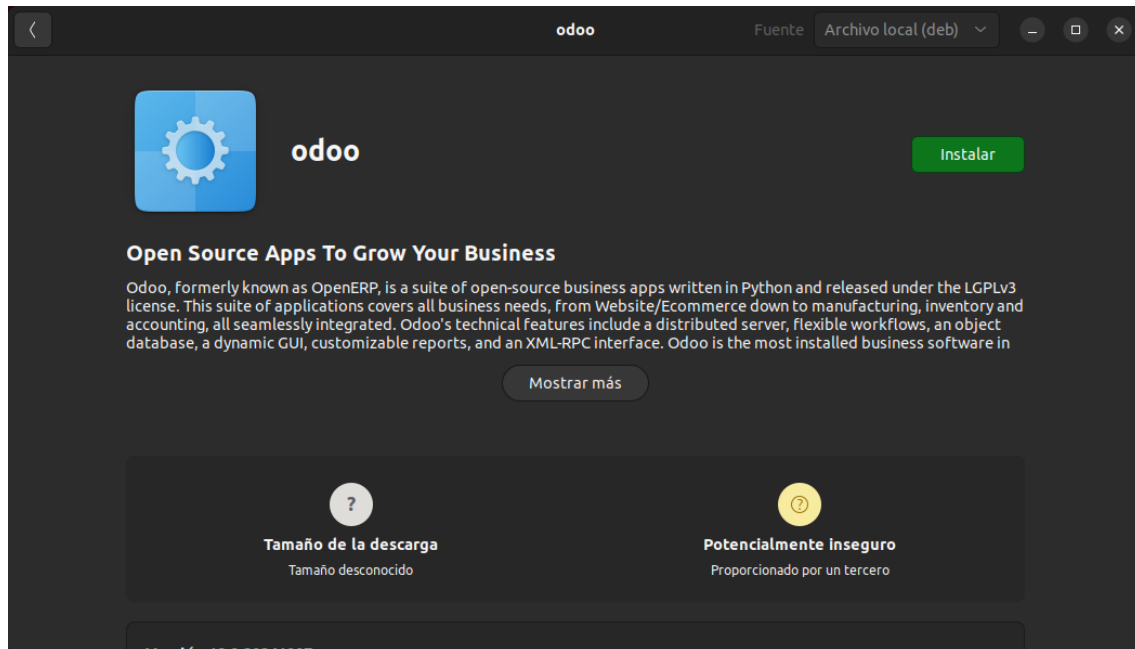 odoo
Fuente
Archivo local (deb)
odoo
Instalar
Open Source Apps To Grow Your Business
Odoo, formerly known as OpenERP, is a suite of open-source business apps written in Python and released under the LGPLv3
license. This suite of applications covers all business needs, from Website/Ecommerce down to manufacturing, inventory and
accounting, all seamlessly integrated. Odoo's technical features include a distributed server, flexible workflows, an object
database, a dynamic GUI, customizable reports, and an XML-RPC interface. Odoo is the most installed business software in
Mostrar más
?
?
Tamaño de la descarga
Potencialmente inseguro
Tamaño desconocido
Proporcionado por un tercero